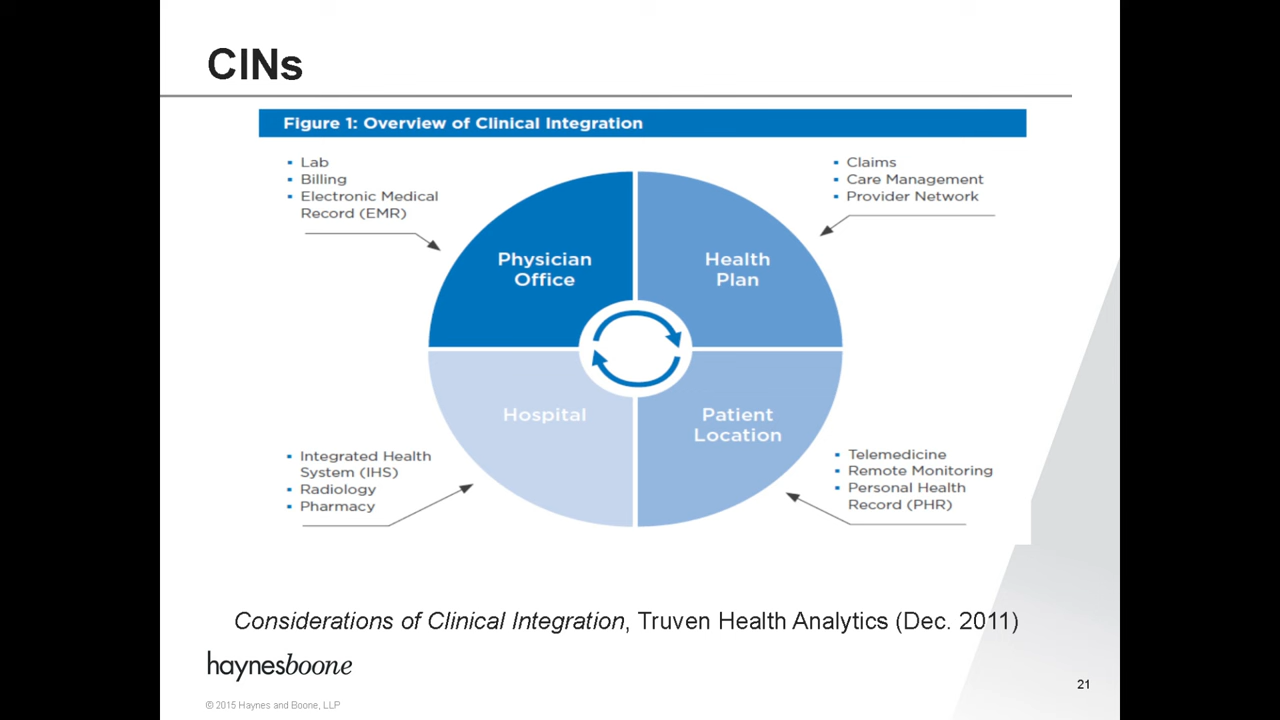 CINs
Figure 1: Overview of Clinical Integration
▪ Lab
▪ Billing
▪ Electronic Medical
Record (EMR)
▪ Claims
▪ Care Management
▪ Provider Network
Physician
Office
Health
Plan
Hospital
Patient
Location
▪ Integrated Health
System (IHS)
▪ Radiology
▪ Pharmacy
▪ Telemedicine
▪ Remote Monitoring
▪ Personal Health
Record (PHR)
Considerations of Clinical Integration, Truven Health Analytics (Dec. 2011)
haynesboone
21
© 2015 Haynes and Boone, LLP